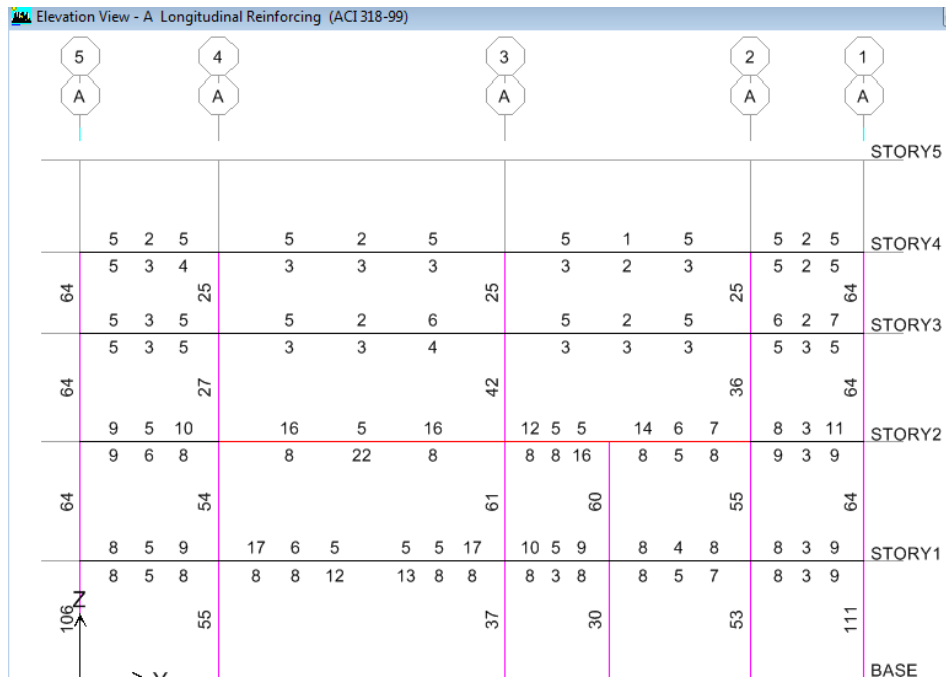 Elevation View - A Longitudinal Reinforcing (ACI 318-99)
5 4 3 2 1
A A A A A
STORY5
5 2 5 5 2 5 5 1 5 5 2 5
STORY4
5 3 4 3 3 3 3 2 3 5 2 5
64 25 25 25 64
5 3 5 5 2 6 5 2 5 6 2 7
STORY3
5 3 5 3 3 4 3 3 3 5 3 5
64 27 42 36 64
9 5 10 16 5 16 12 5 5 14 6 7 8 3 11
STORY2
9 6 8 8 22 8 8 8 16 8 5 8 9 3 9
64 54 61 60 55 64
8 5 9 17 6 5 5 5 17 10 5 9 8 4 8 8 3 9
STORY1
8 5 8 8 8 12 13 8 8 8 3 8 8 5 7 8 3 9
Z
106 55 37 30 53 111
BASE